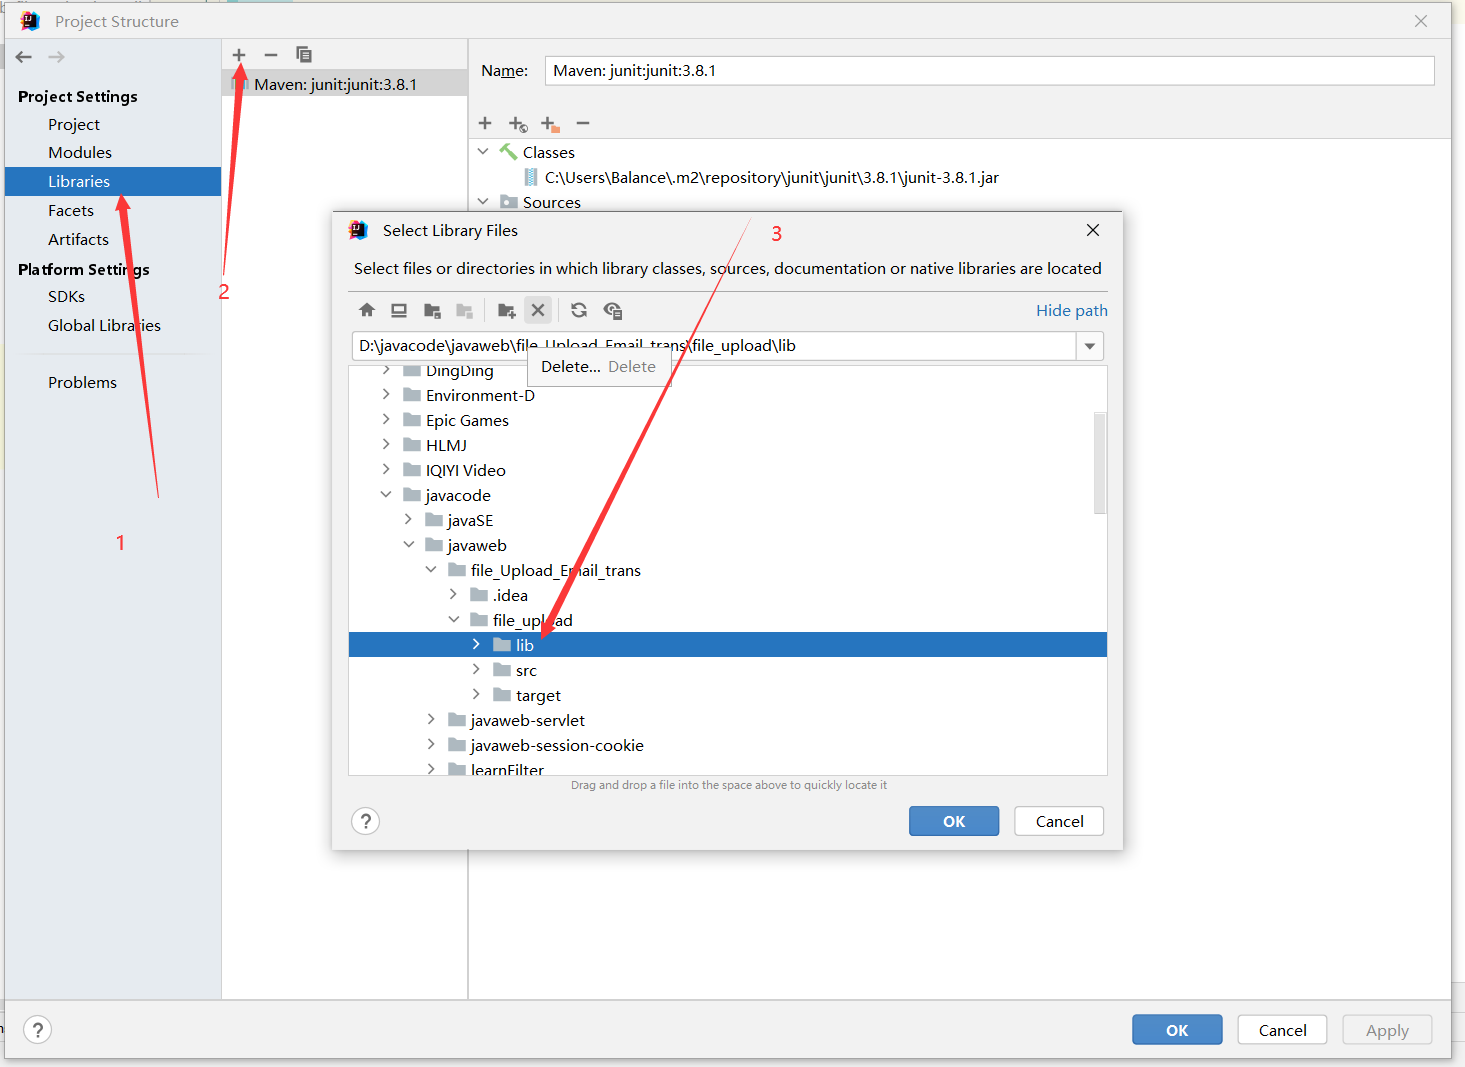 Project Structure
Project Settings
Project
Modules
Libraries
Facets
Artifacts
Platform Settings
SDKs
Global Libraries
Problems
Maven: junit:junit:3.8.1
Name: Maven: junit:junit:3.8.1
Classes
C:\Users\Balance\.m2\repository\junit\junit\3.8.1\junit-3.8.1.jar
Sources
1
2
3
Select Library Files
Select files or directories in which library classes, sources, documentation or native libraries are located
Hide path
D:\javacode\javaweb\file_Upload_Email_trans\file_upload\lib
Delete... Delete
DingDing
Environment-D
Epic Games
HLMJ
IQIYI Video
javacode
javaSE
javaweb
file_Upload_Email_trans
.idea
file_upload
lib
src
target
javaweb-servlet
javaweb-session-cookie
learnFilter
Drag and drop a file into the space above to quickly locate it
?
OK
Cancel
?
OK
Cancel
Apply